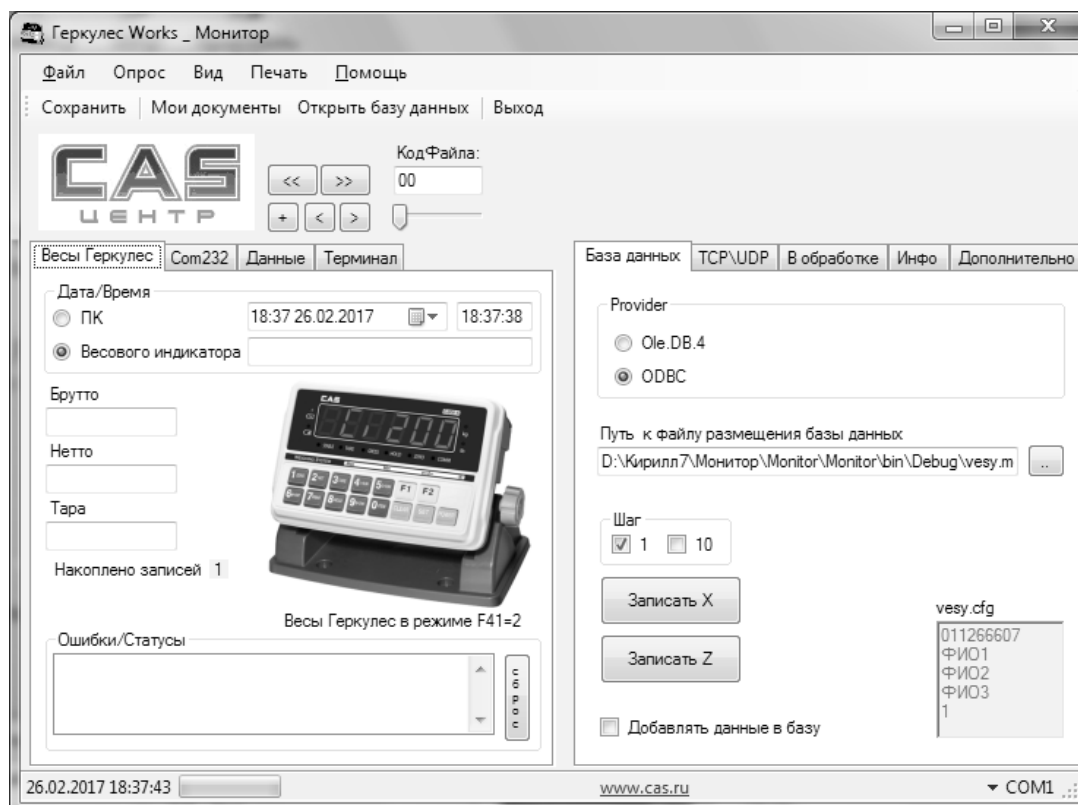 Геркулес Works _ Монитор
Файл Опрос Вид Печать Помощь
Сохранить Мои документы Открыть базу данных Выход
CAS
ЦЕНТР
<< >>
+ < >
КодФайла:
00
Весы Геркулес Com232 Данные Терминал
Дата/Время
ПК 18:37 26.02.2017 18:37:38
Весового индикатора
Брутто
Нетто
Тара
Накоплено записей 1
CAS
F1 F2
Весы Геркулес в режиме F41=2
Ошибки/Статусы
сброс
База данных TCP\UDP В обработке Инфо Дополнительно
Provider
Ole.DB.4
ODBC
Путь к файлу размещения базы данных
D:\Кирилл7\Монитор\Monitor\Monitor\bin\Debug\vesy.m ..
Шаг
1 10
Записать X
Записать Z
Добавлять данные в базу
vesy.cfg
011266607
ФИО1
ФИО2
ФИО3
1
26.02.2017 18:37:43 www.cas.ru COM1